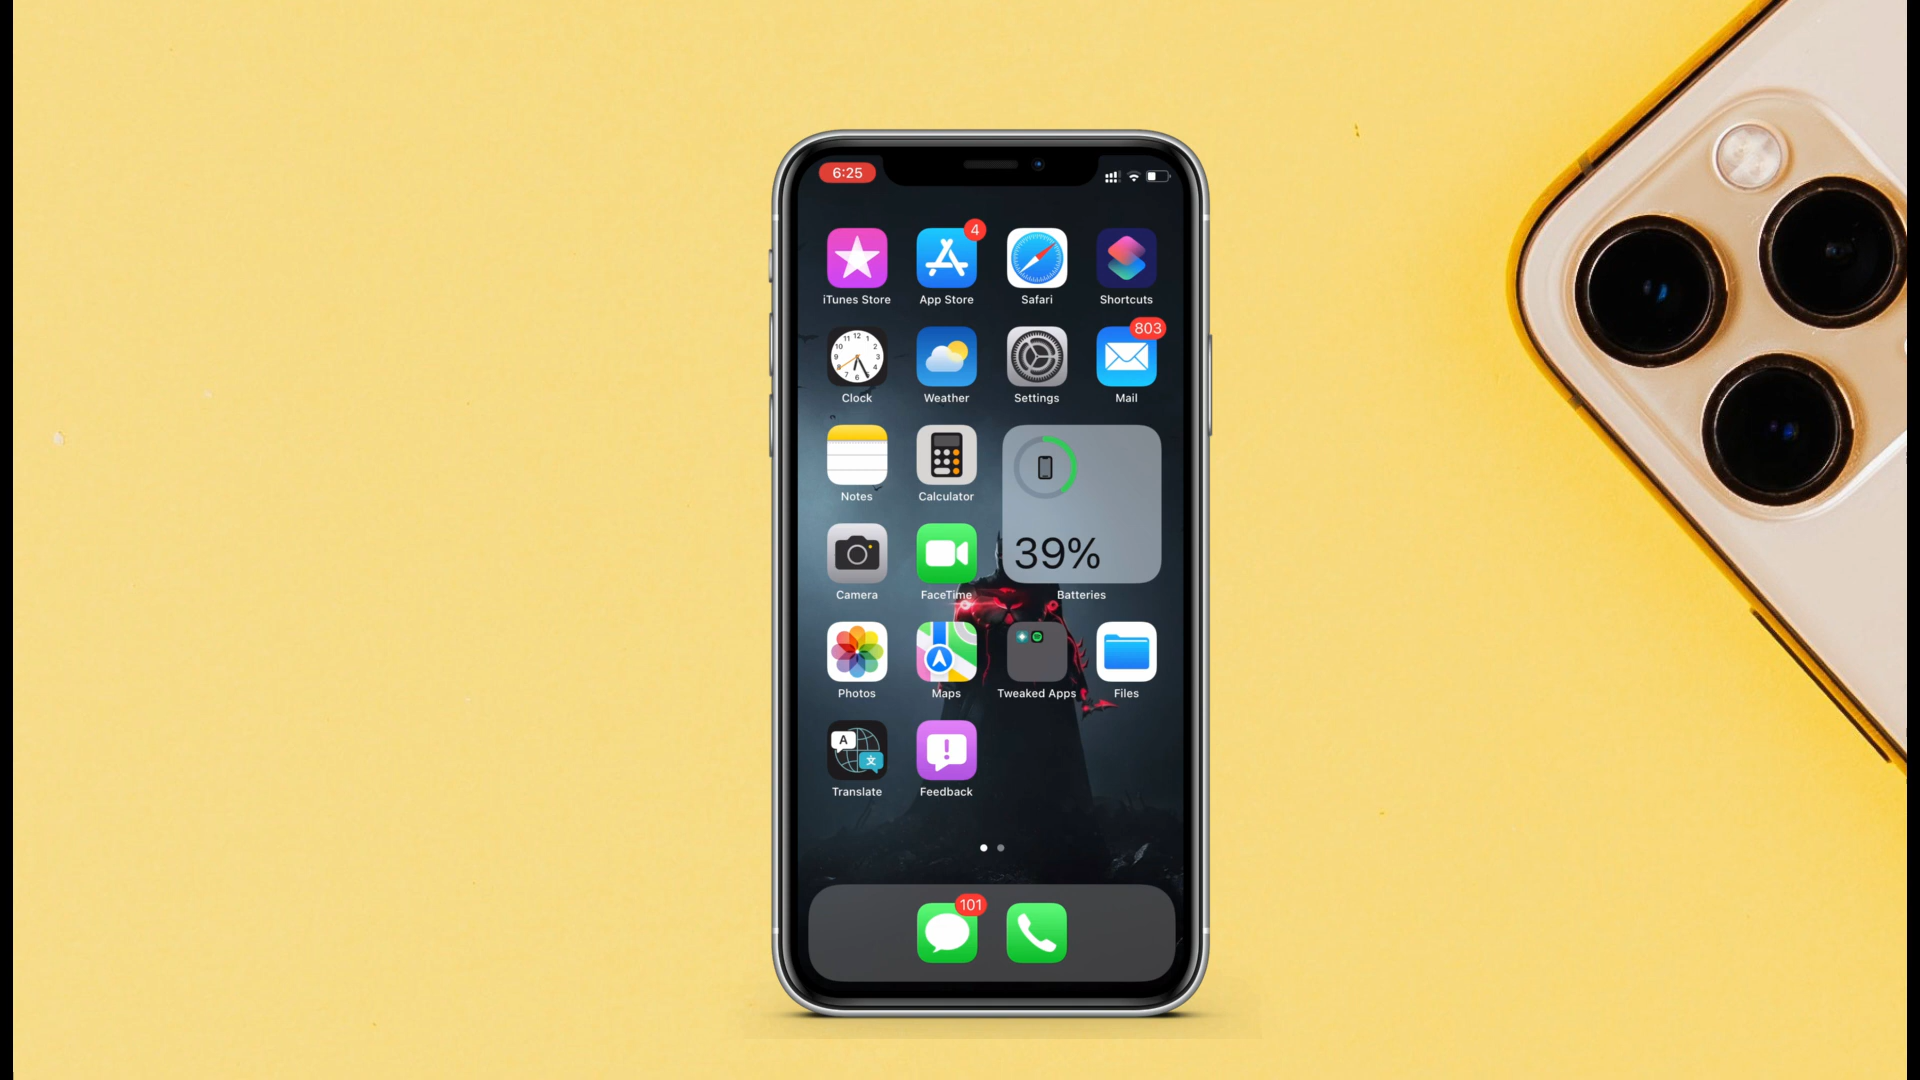 6:25
4
iTunes Store App Store Safari Shortcuts
803
Clock Weather Settings Mail
Notes Calculator
39%
Camera FaceTime Batteries
Photos Maps Tweaked Apps Files
A
文
Translate Feedback
101